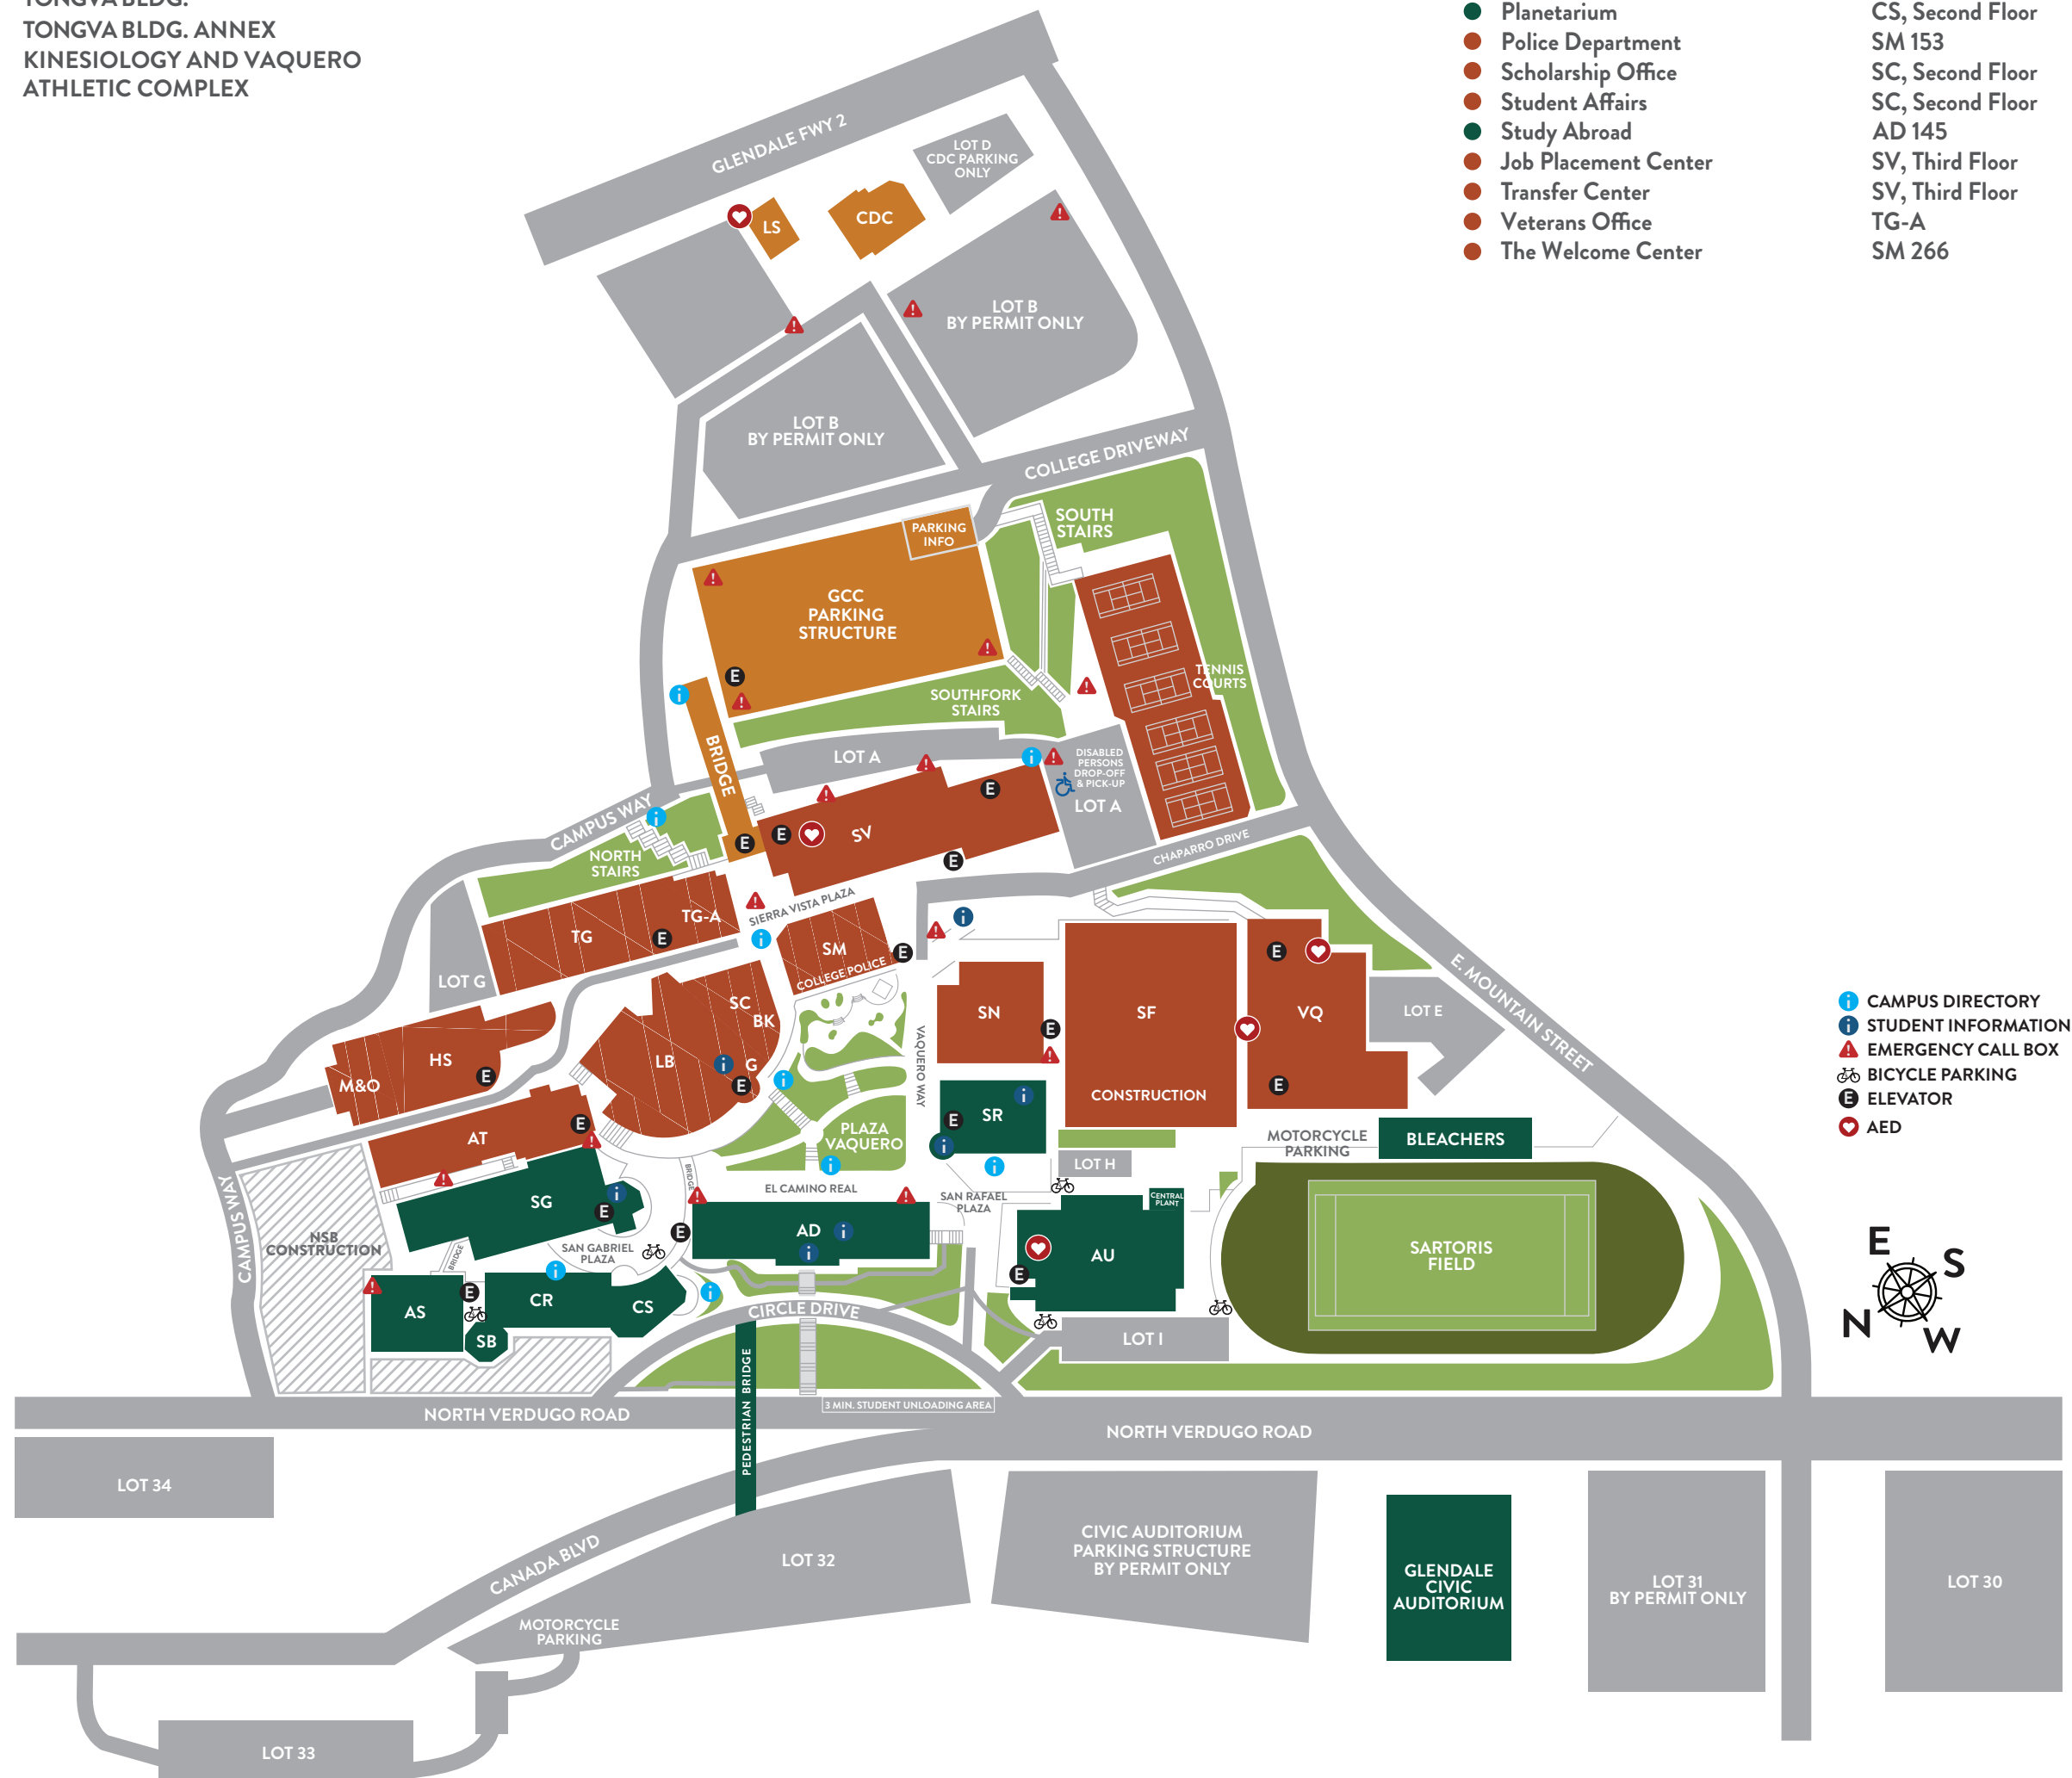 TONGVA BLDG.
TONGVA BLDG. ANNEX
KINESIOLOGY AND VAQUERO
ATHLETIC COMPLEX
Planetarium CS, Second Floor
Police Department SM 153
Scholarship Office SC, Second Floor
Student Affairs SC, Second Floor
Study Abroad AD 145
Job Placement Center SV, Third Floor
Transfer Center SV, Third Floor
Veterans Office TG-A
The Welcome Center SM 266
GLENDALE FWY 2
LOT D
CDC PARKING
ONLY
LS
CDC
LOT B
BY PERMIT ONLY
LOT B
BY PERMIT ONLY
COLLEGE DRIVEWAY
PARKING
INFO
SOUTH
STAIRS
GCC
PARKING
STRUCTURE
E
TENNIS
COURTS
SOUTHFORK
STAIRS
BRIDGE
LOT A
DISABLED
PERSONS
DROP-OFF
& PICK-UP
LOT A
E
E
E
SV
E
CAMPUS WAY
NORTH
STAIRS
CHAPARRO DRIVE
SIERRA VISTA PLAZA
TG
E
TG-A
SM
COLLEGE POLICE
E
LOT G
E
VQ
E
E. MOUNTAIN STREET
LOT E
SN
E
SF
CONSTRUCTION
SC
BK
LB
G
E
VAQUERO WAY
HS
E
M&O
AT
E
SR
E
PLAZA
VAQUERO
LOT H
MOTORCYCLE
PARKING
BLEACHERS
CAMPUS DIRECTORY
STUDENT INFORMATION
EMERGENCY CALL BOX
BICYCLE PARKING
E ELEVATOR
AED
BRIDGE
EL CAMINO REAL
SAN RAFAEL
PLAZA
CENTRAL
PLANT
SG
E
AD
E
AU
E
SARTORIS
FIELD
CAMPUS WAY
NSB
CONSTRUCTION
BRIDGE
SAN GABRIEL
PLAZA
AS
E
CR
CS
SB
CIRCLE DRIVE
LOT I
E
S
N
W
PEDESTRIAN BRIDGE
3 MIN. STUDENT UNLOADING AREA
NORTH VERDUGO ROAD
NORTH VERDUGO ROAD
LOT 34
CANADA BLVD
LOT 32
CIVIC AUDITORIUM
PARKING STRUCTURE
BY PERMIT ONLY
GLENDALE
CIVIC
AUDITORIUM
LOT 31
BY PERMIT ONLY
LOT 30
MOTORCYCLE
PARKING
LOT 33